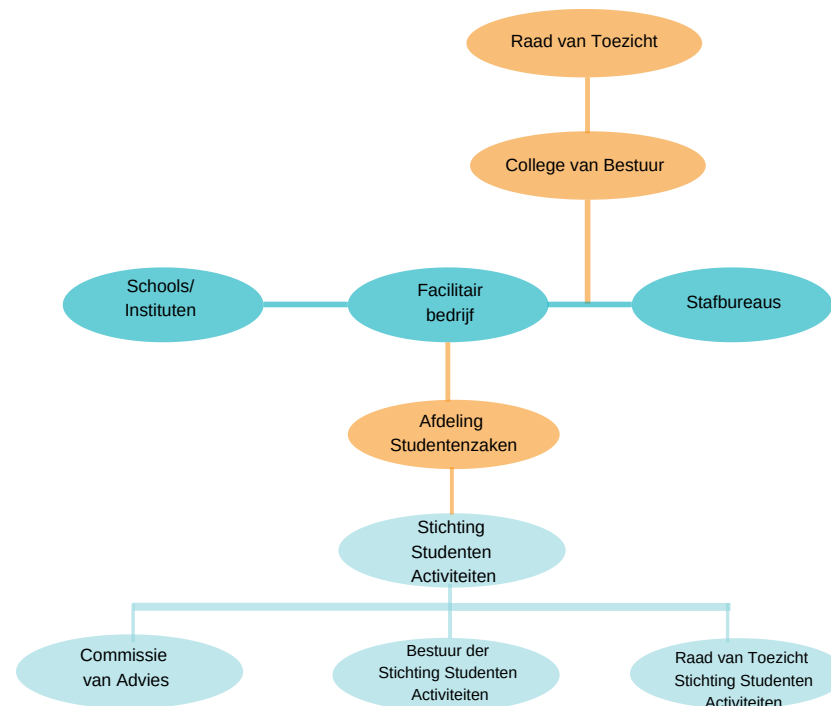 Raad van Toezicht
College van Bestuur
Schools/
Instituten
Facilitair
bedrijf
Stafbureaus
Afdeling
Studentenzaken
Stichting
Studenten
Activiteiten
Commissie
van Advies
Bestuur der
Stichting Studenten
Activiteiten
Raad van Toezicht
Stichting Studenten
Activiteiten